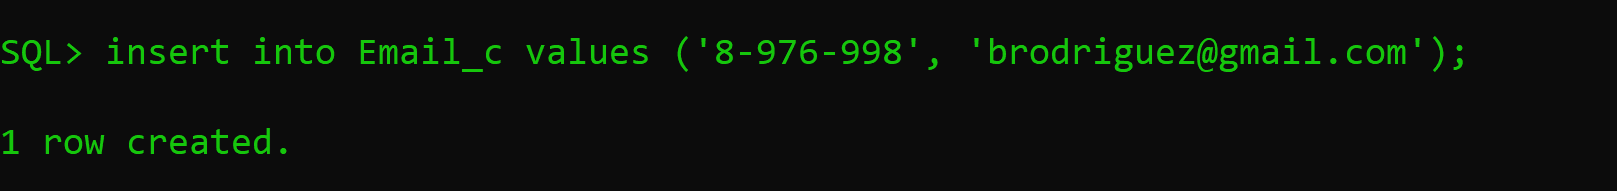 SQL> insert into Email_c values ('8-976-998', 'brodriguez@gmail.com');
1 row created.